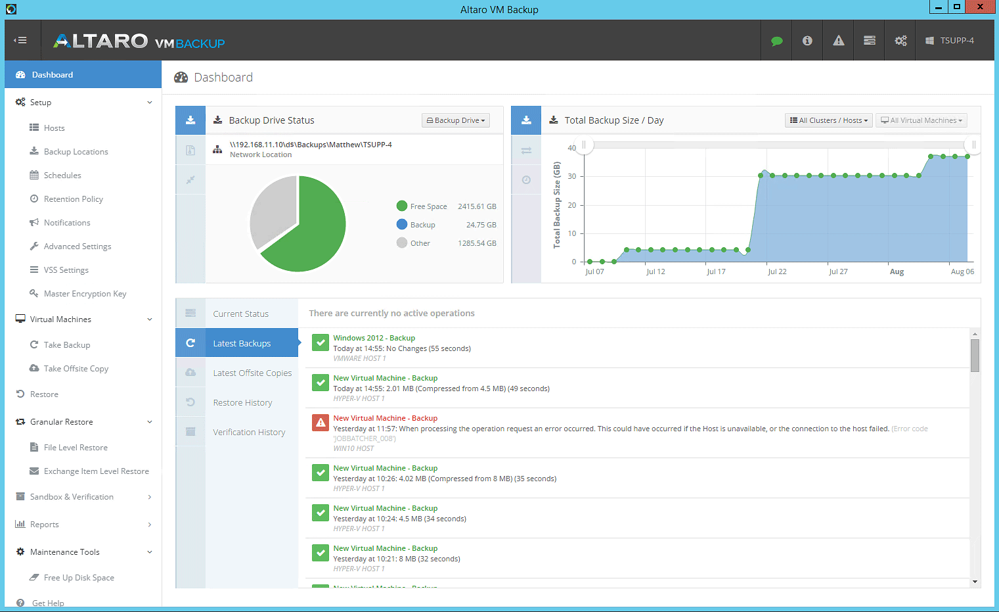 Altaro VM Backup
ALTARO VMBACKUP
TSUPP-4
Dashboard
Setup
Hosts
Backup Locations
Schedules
Retention Policy
Notifications
Advanced Settings
VSS Settings
Master Encryption Key
Virtual Machines
Take Backup
Take Offsite Copy
Restore
Granular Restore
File Level Restore
Exchange Item Level Restore
Sandbox & Verification
Reports
Maintenance Tools
Free Up Disk Space
Get Help
Dashboard
Backup Drive Status
Backup Drive
\\192.168.11.10\d$\Backups\Matthew\TSUPP-4
Network Location
Free Space 2415.61 GB
Backup 24.75 GB
Other 1285.54 GB
Total Backup Size / Day
All Clusters / Hosts
All Virtual Machines
Total Backup Size (GB)
40
30
20
10
0
Jul 07 Jul 12 Jul 17 Jul 22 Jul 27 Aug Aug 06
Current Status
Latest Backups
Latest Offsite Copies
Restore History
Verification History
There are currently no active operations
Windows 2012 - Backup
Today at 14:55: No Changes (55 seconds)
VMWARE HOST 1
New Virtual Machine - Backup
Today at 14:55: 2.01 MB (Compressed from 4.5 MB) (49 seconds)
HYPER-V HOST 1
New Virtual Machine - Backup
Yesterday at 11:57: When processing the operation request an error occurred. This could have occurred if the Host is unavailable, or the connection to the host failed. (Error code
'JOBBATCHER_008')
WIN10 HOST
New Virtual Machine - Backup
Yesterday at 10:26: 4.02 MB (Compressed from 8 MB) (35 seconds)
HYPER-V HOST 1
New Virtual Machine - Backup
Yesterday at 10:24: 4.5 MB (34 seconds)
HYPER-V HOST 1
New Virtual Machine - Backup
Yesterday at 10:21: 8 MB (32 seconds)
HYPER-V HOST 1
New Virtual Machine - Backup